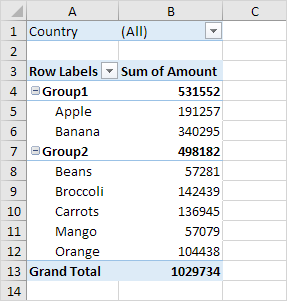 A B C
1 Country (All)
2
3 Row Labels Sum of Amount
4 Group1 531552
5 Apple 191257
6 Banana 340295
7 Group2 498182
8 Beans 57281
9 Broccoli 142439
10 Carrots 136945
11 Mango 57079
12 Orange 104438
13 Grand Total 1029734
14